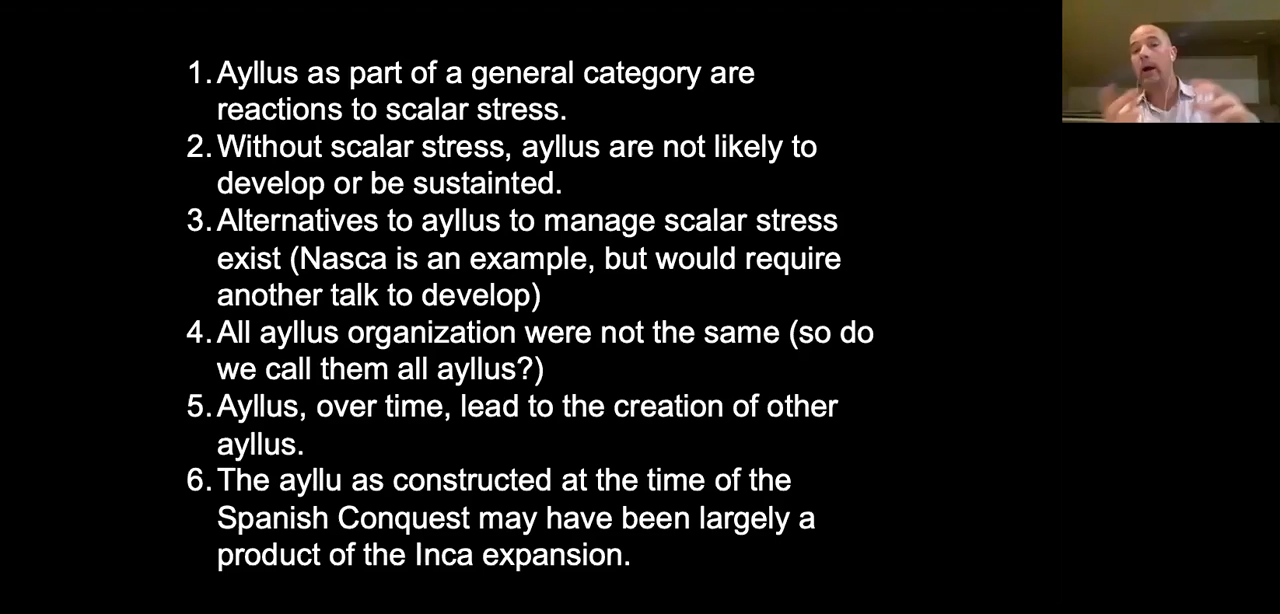 1. Ayllus as part of a general category are
reactions to scalar stress.
2. Without scalar stress, ayllus are not likely to
develop or be sustainted.
3. Alternatives to ayllus to manage scalar stress
exist (Nasca is an example, but would require
another talk to develop)
4. All ayllus organization were not the same (so do
we call them all ayllus?)
5. Ayllus, over time, lead to the creation of other
ayllus.
6. The ayllu as constructed at the time of the
Spanish Conquest may have been largely a
product of the Inca expansion.